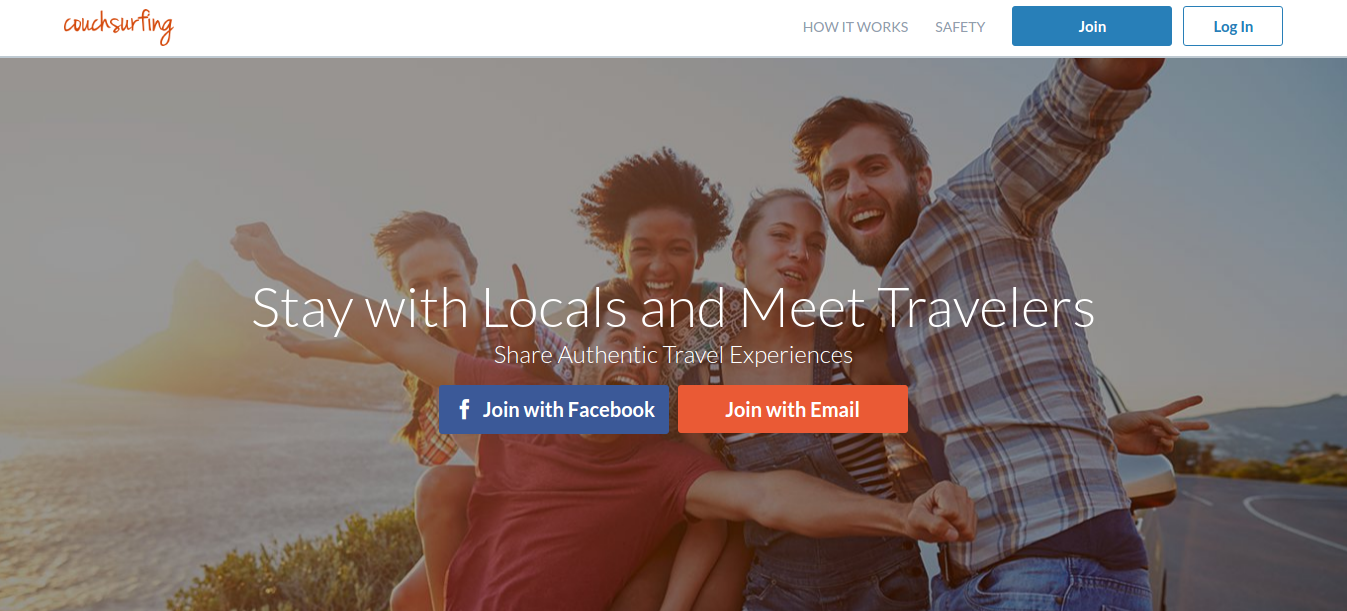 couchsurfing
HOW IT WORKS
SAFETY
Join
Log In
Stay with Locals and Meet Travelers
Share Authentic Travel Experiences
Join with Facebook
Join with Email